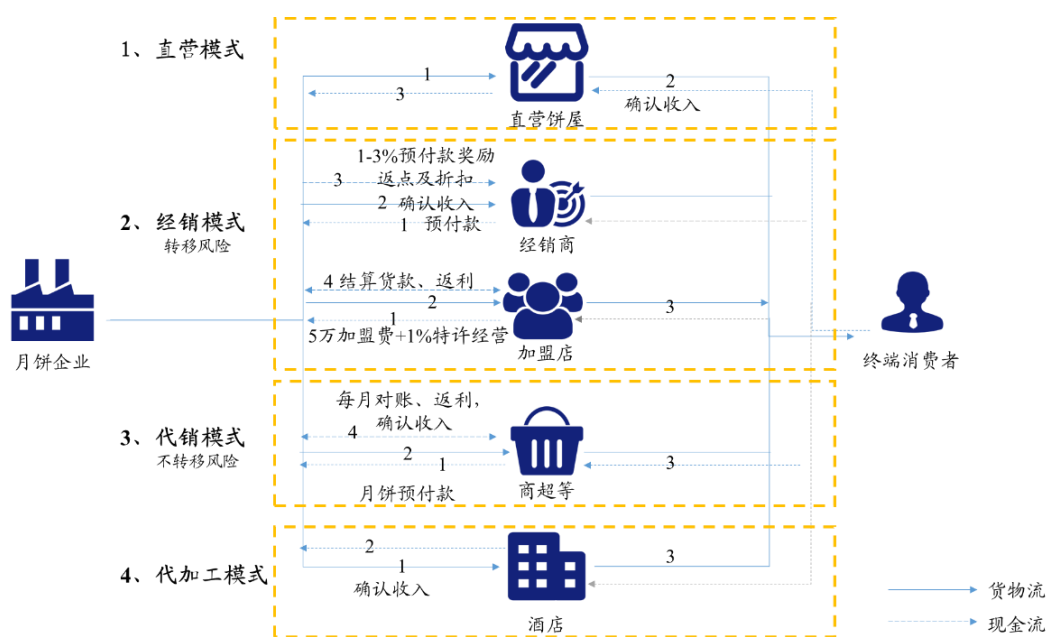 1、直营模式
1
3
2
确认收入
直营饼屋
1-3%预付款奖励
3 返点及折扣
2、经销模式
转移风险
2 确认收入
1 预付款
经销商
4 结算货款、返利
2
3
1
5万加盟费+1%特许经营
加盟店
月饼企业
终端消费者
每月对账、返利,
确认收入
4
3、代销模式
不转移风险
2
1
3
月饼预付款
商超等
2
4、代加工模式
1
3
确认收入
酒店
货物流
现金流